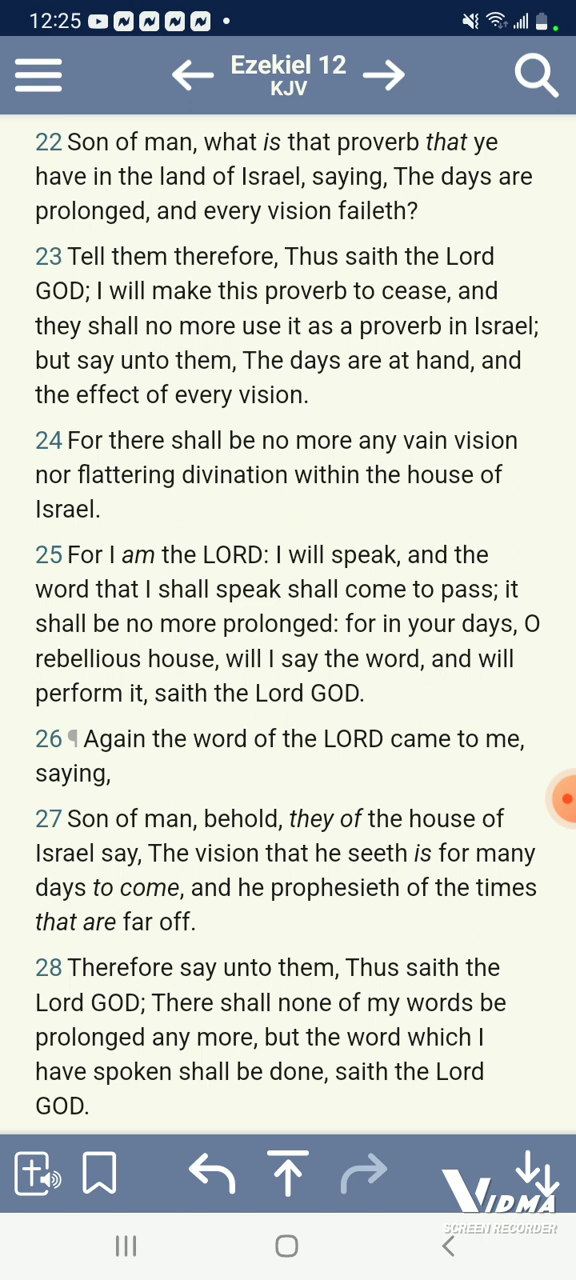 12:25
Ezekiel 12
KJV
22 Son of man, what is that proverb that ye
have in the land of Israel, saying, The days are
prolonged, and every vision faileth?
23 Tell them therefore, Thus saith the Lord
GOD; I will make this proverb to cease, and
they shall no more use it as a proverb in Israel;
but say unto them, The days are at hand, and
the effect of every vision.
24 For there shall be no more any vain vision
nor flattering divination within the house of
Israel.
25 For I am the LORD: I will speak, and the
word that I shall speak shall come to pass; it
shall be no more prolonged: for in your days, O
rebellious house, will I say the word, and will
perform it, saith the Lord GOD.
26 ¶ Again the word of the LORD came to me,
saying,
27 Son of man, behold, they of the house of
Israel say, The vision that he seeth is for many
days to come, and he prophesieth of the times
that are far off.
28 Therefore say unto them, Thus saith the
Lord GOD; There shall none of my words be
prolonged any more, but the word which I
have spoken shall be done, saith the Lord
GOD.
VIDMA
SCREEN RECORDER